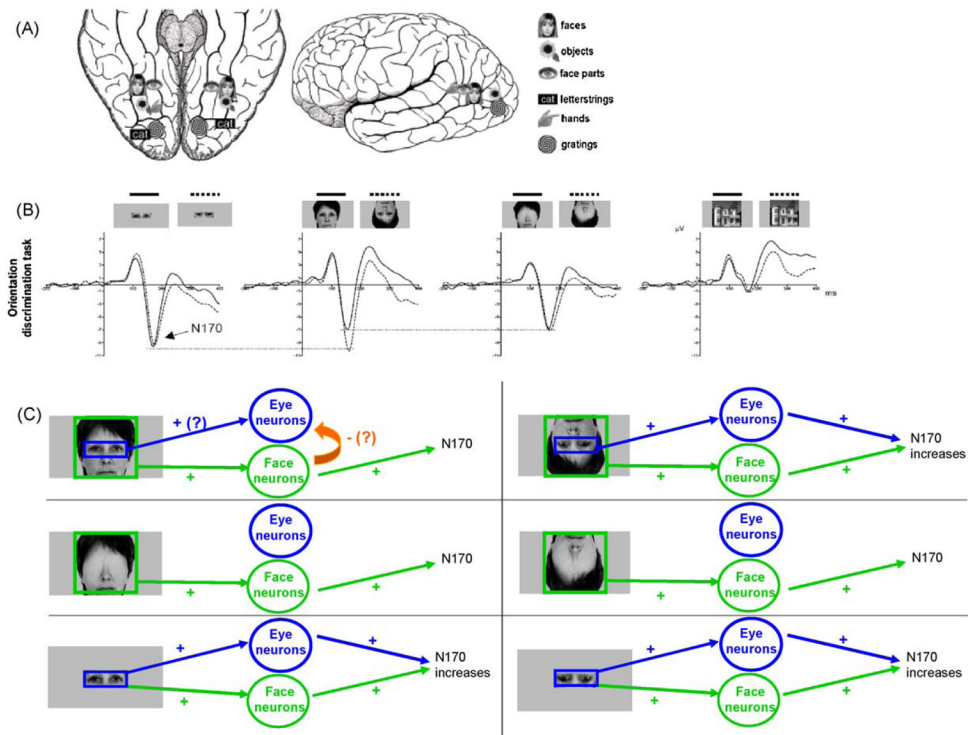 (A)
faces
objects
face parts
cat letterstrings
hands
gratings
cat
cat
(B)
Orientation
discrimination task
N170
µV
ms
(C)
+ (?)
Eye
neurons
- (?)
Face
neurons
+
+
N170
+
Eye
neurons
+
Face
neurons
+
+
N170
increases
Eye
neurons
Face
neurons
+
+
N170
Eye
neurons
Face
neurons
+
+
N170
+
Eye
neurons
+
Face
neurons
+
+
N170
increases
+
Eye
neurons
+
Face
neurons
+
+
N170
increases